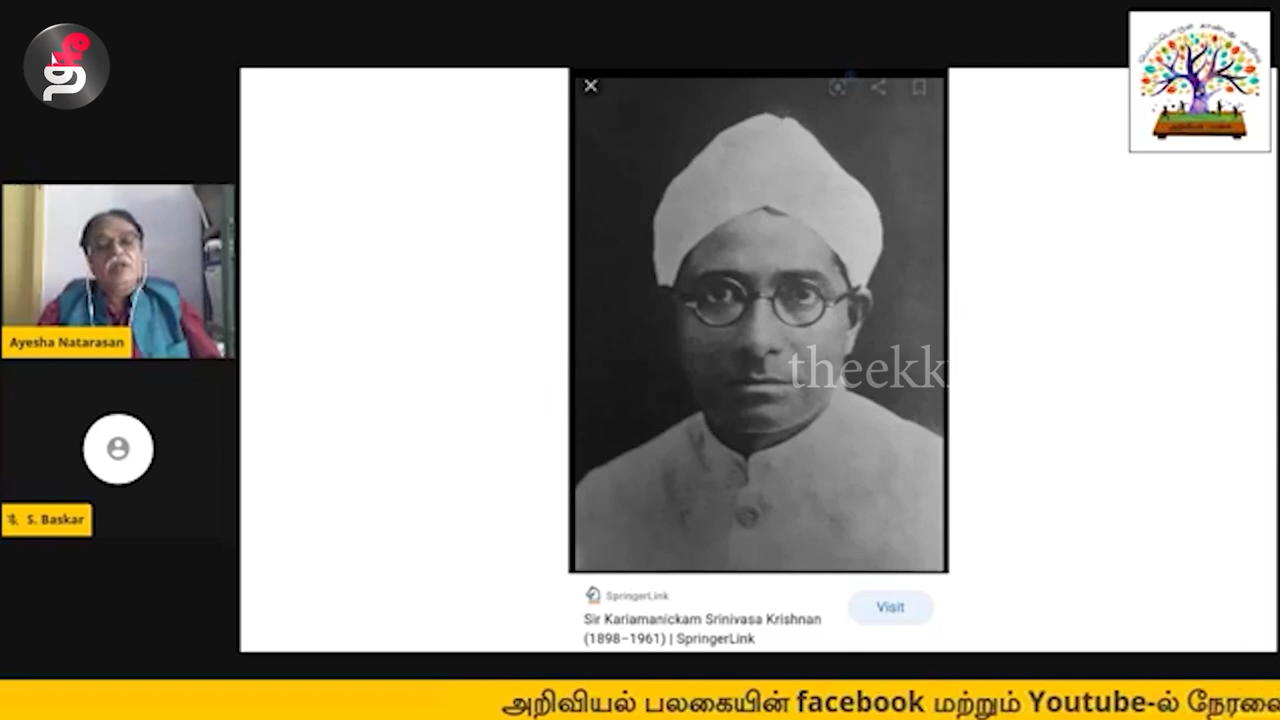 தீ
Ayesha Natarasan
S. Baskar
theekk
SpringerLink
Sir Kariamanickam Srinivasa Krishnan
(1898-1961) | SpringerLink
Visit
அறிவியல் பலகையின் facebook மற்றும் Youtube-ல் நேரலை